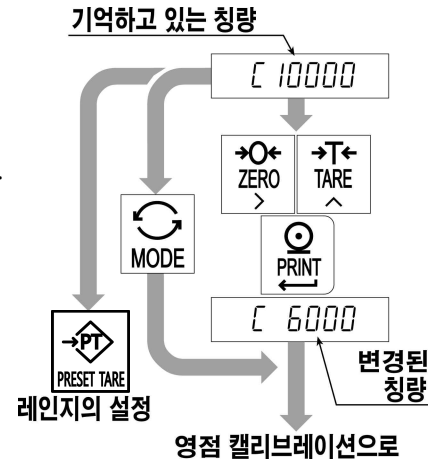 기억하고 있는 칭량
C 10000
→O← →T←
ZERO TARE
MODE
PRINT
C 6000
→PT
PRESET TARE
변경된
칭량
레인지의 설정
영점 캘리브레이션으로